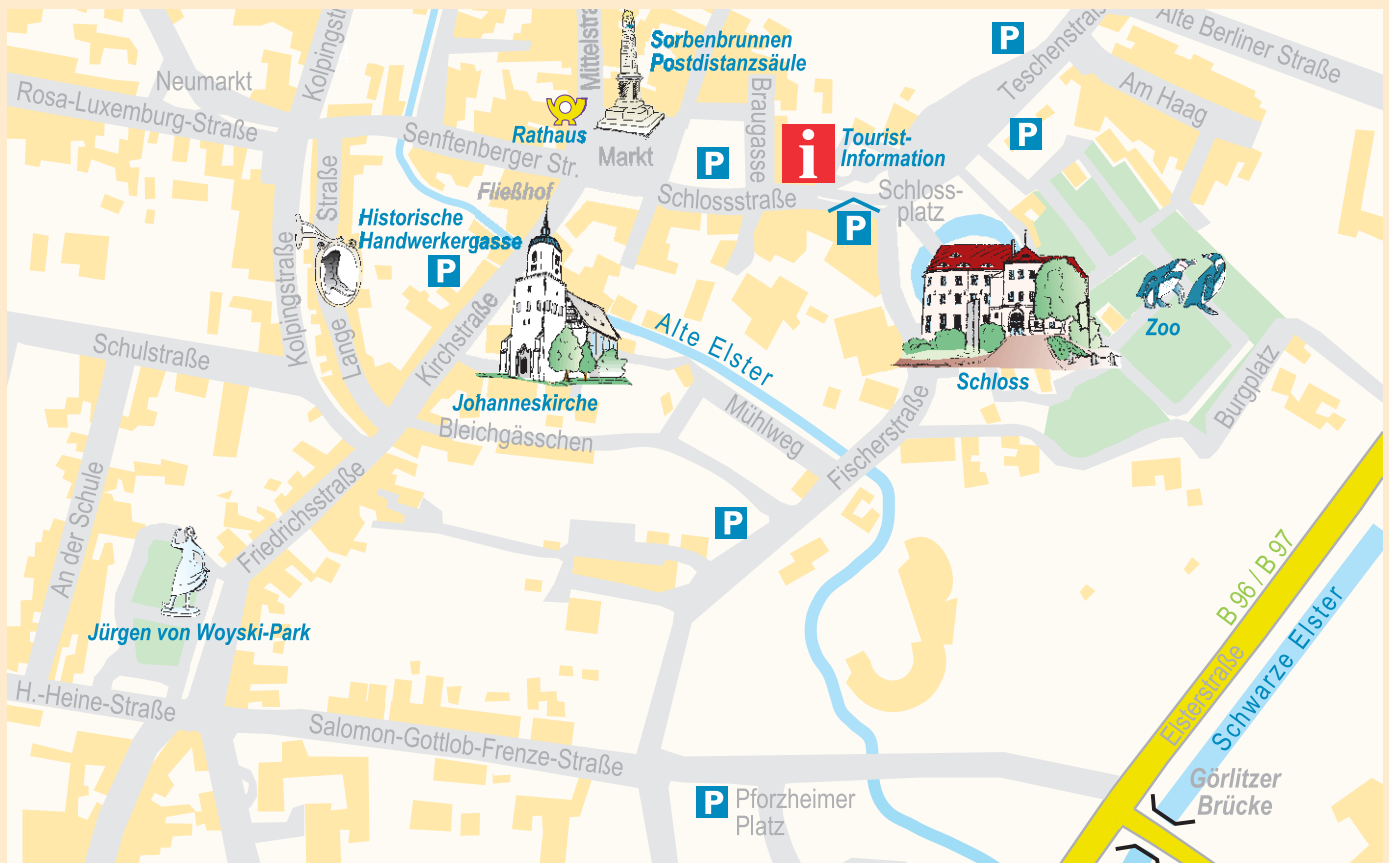 Sorbenbrunnen
Postdistanzsäule
P
Alte Berliner Straße
Neumarkt
Rosa-Luxemburg-Straße
Am Haag
Rathaus
Senftenberger Str.
Markt
P
Braugasse
i
Tourist-
Information
P
Fließhof
Schlossstraße
Schloss-
platz
P
Historische
Handwerkergasse
P
Straße
Lange
Kolpingstraße
Kirchstraße
Schulstraße
Alte Elster
Zoo
Schloss
Burgplatz
Johanneskirche
Bleichgässchen
Mühlweg
Fischerstraße
An der Schule
Friedrichsstraße
P
B 96 / B 97
Jürgen von Woyski-Park
Elsterstraße
Schwarze Elster
H.-Heine-Straße
Salomon-Gottlob-Frenze-Straße
Görlitzer
Brücke
P
Pforzheimer
Platz